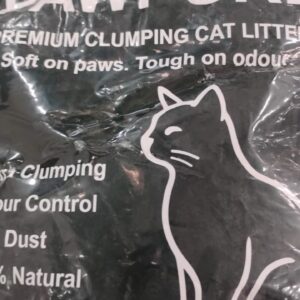 PREMIUM CLUMPING CAT LITTER
Soft on paws. Tough on odour.
Clumping
our Control
Dust
% Natural